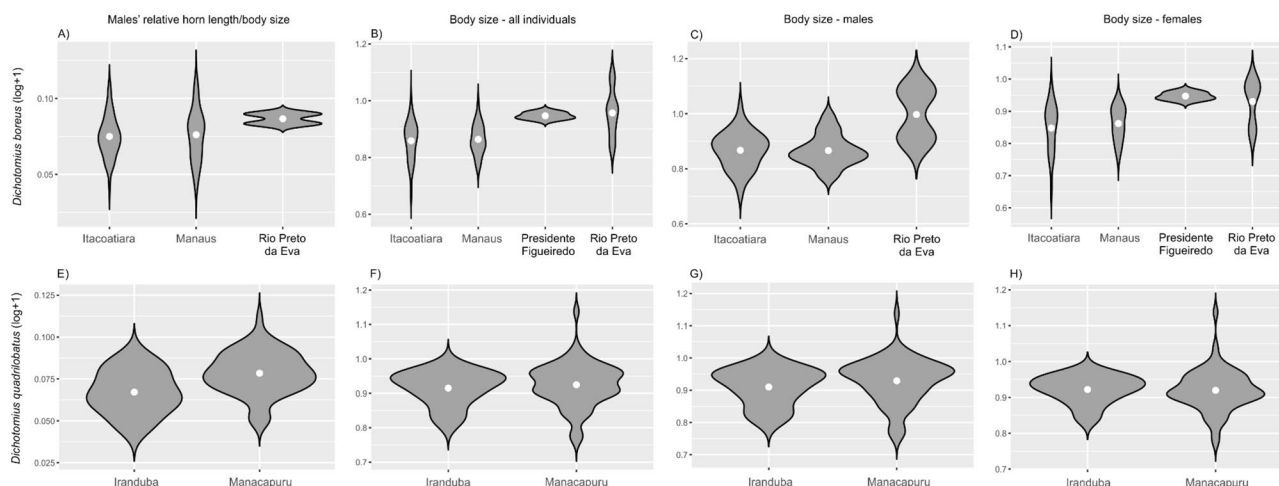 Males' relative horn length/body size
Body size - all individuals
Body size - males
Body size - females
A)
B)
C)
D)
Dichotomius boreus (log+1)
0.10
0.05
1.2
1.0
0.8
0.6
1.2
1.0
0.8
0.6
1.1
1.0
0.9
0.8
0.7
0.6
Itacoatiara
Manaus
Rio Preto
da Eva
Itacoatiara
Manaus
Presidente
Figueiredo
Rio Preto
da Eva
Itacoatiara
Manaus
Rio Preto
da Eva
Itacoatiara
Manaus
Presidente
Figueiredo
Rio Preto
da Eva
E)
F)
G)
H)
Dichotomius quadrilobatus (log+1)
0.125
0.100
0.075
0.050
0.025
1.2
1.1
1.0
0.9
0.8
0.7
1.2
1.1
1.0
0.9
0.8
0.7
1.2
1.1
1.0
0.9
0.8
0.7
Iranduba
Manacapuru
Iranduba
Manacapuru
Iranduba
Manacapuru
Iranduba
Manacapuru